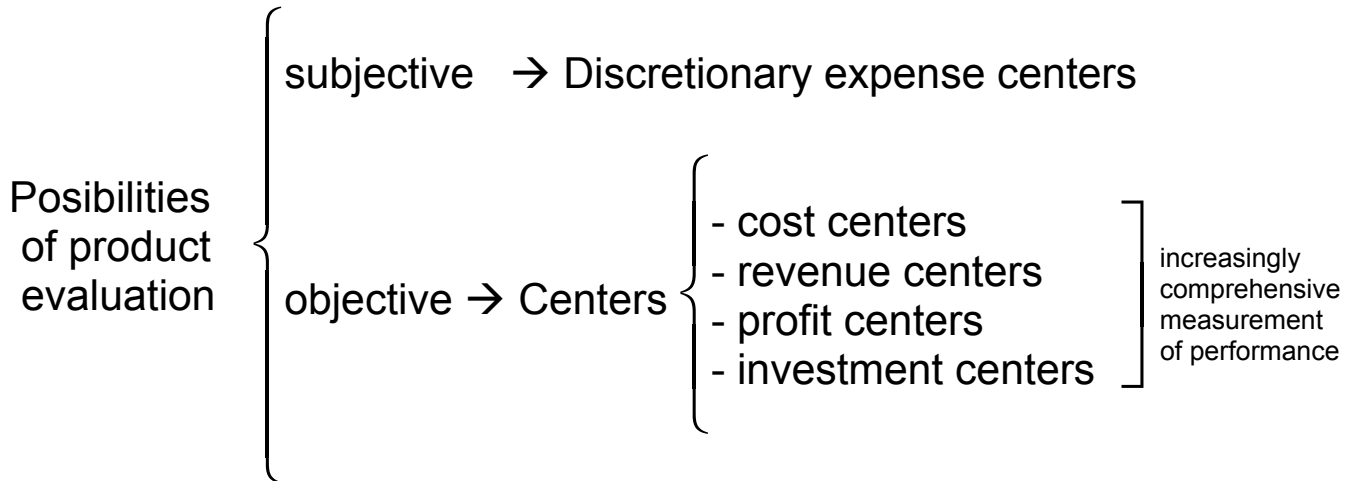 subjective → Discretionary expense centers
Posibilities
of product
evaluation
objective → Centers
- cost centers
- revenue centers
- profit centers
- investment centers
increasingly
comprehensive
measurement
of performance